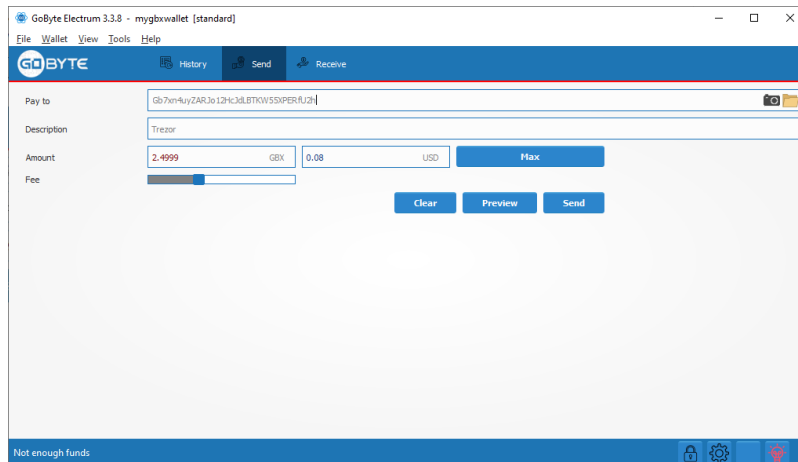 GoByte Electrum 3.3.8 - mygbxwallet [standard]
File Wallet View Tools Help
GOBYTE History Send Receive
Pay to Gb7xn4uyZARJo12HcJdLBTKW5SXPERfU2h
Description Trezor
Amount 2.4999 GBX 0.08 USD Max
Fee
Clear Preview Send
Not enough funds